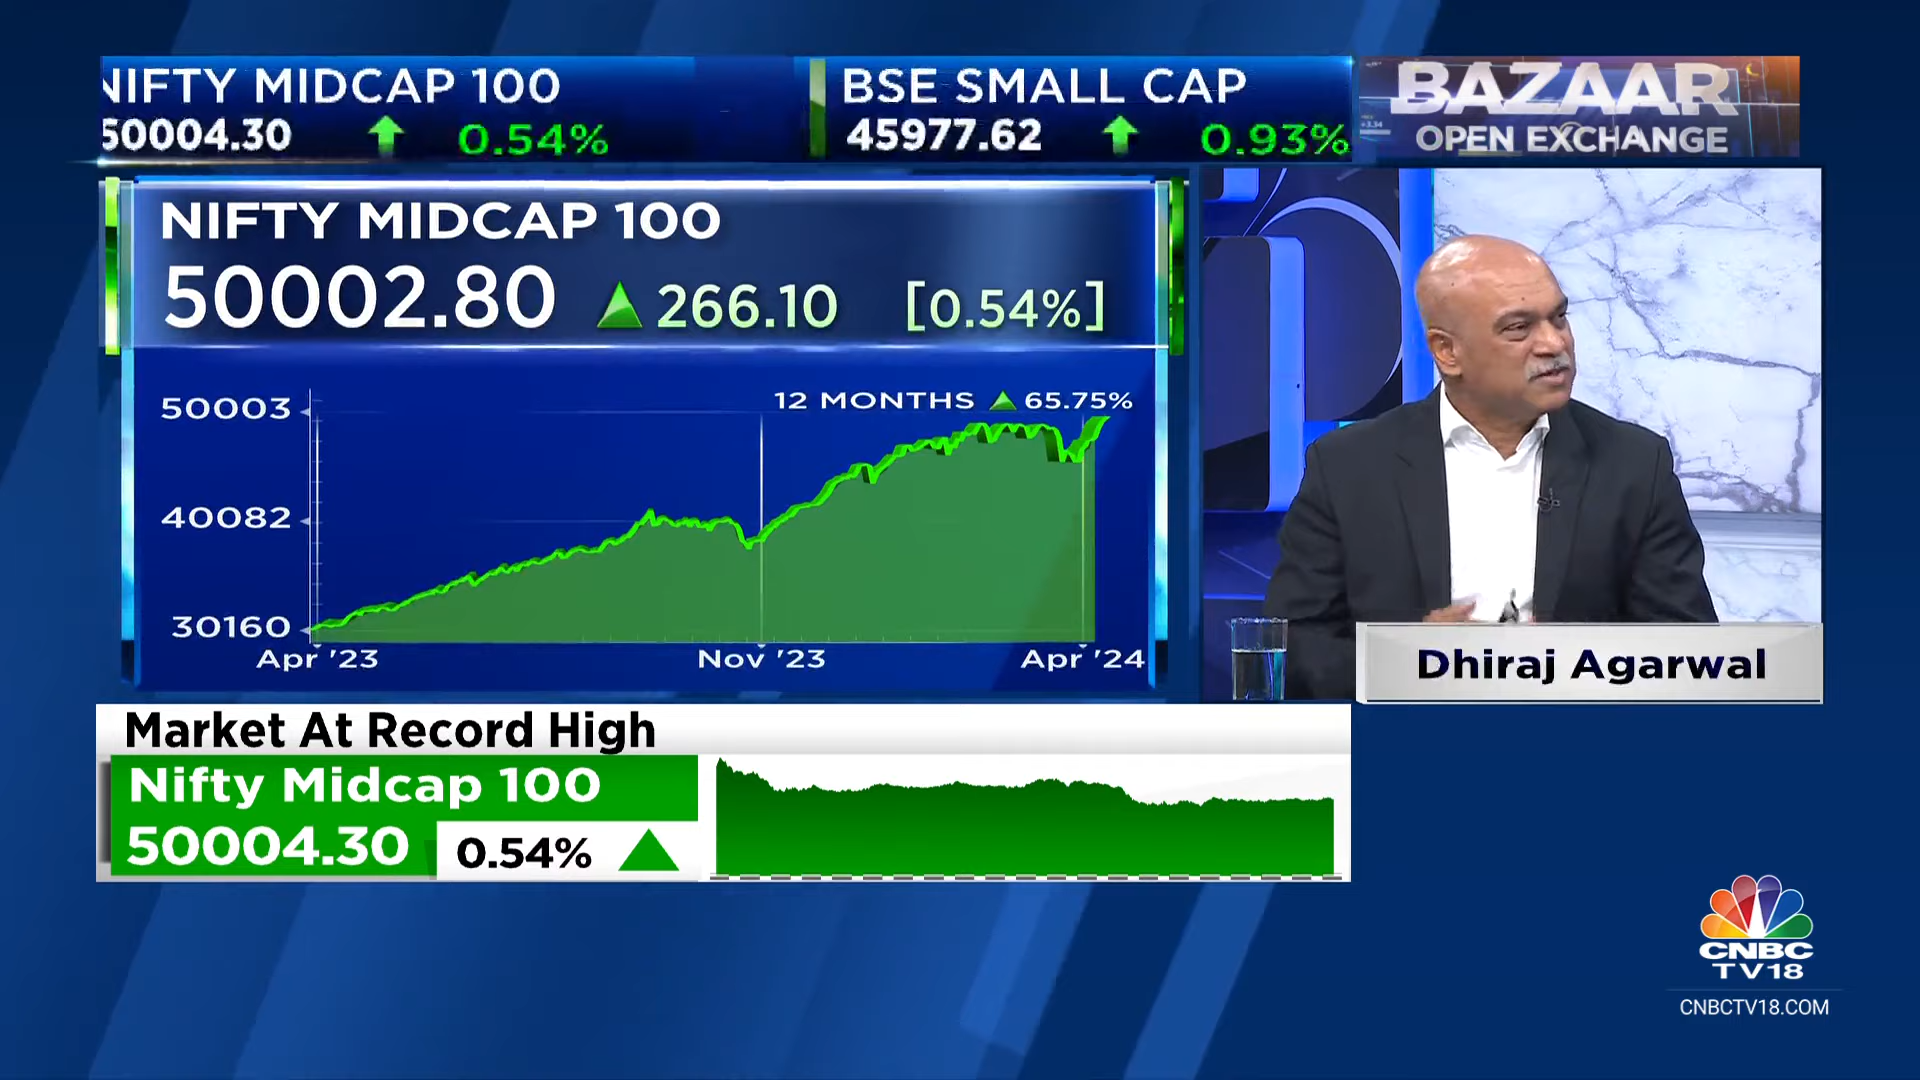 NIFTY MIDCAP 100
50004.30 0.54%
BSE SMALL CAP
45977.62 0.93%
BAZAAR
OPEN EXCHANGE
NIFTY MIDCAP 100
50002.80 266.10 [0.54%]
12 MONTHS 65.75%
50003
40082
30160
Apr '23 Nov '23 Apr '24
Dhiraj Agarwal
Market At Record High
Nifty Midcap 100
50004.30 0.54%
CNBC
TV18
CNBCTV18.COM